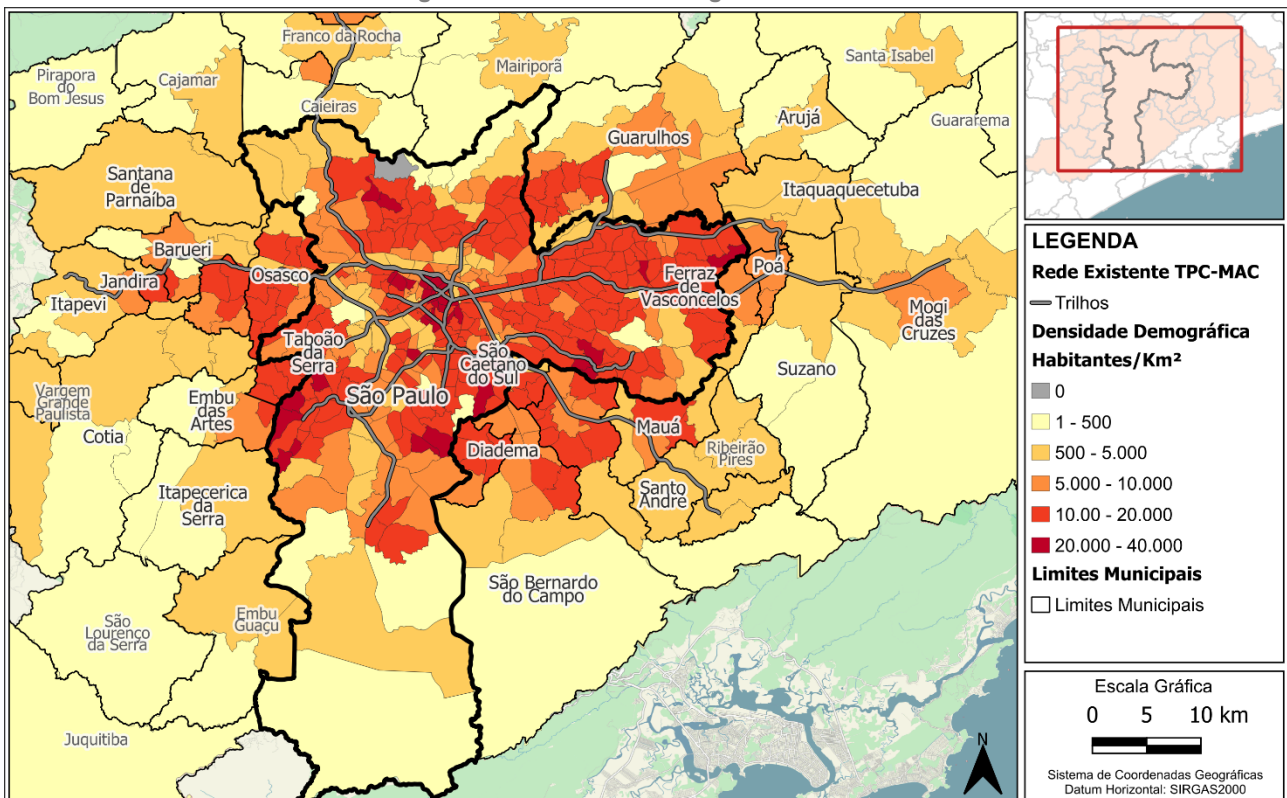 Franco da Rocha
Pirapora
do
Bom Jesus
Cajamar
Mairiporã
Santa Isabel
Caieiras
Guarulhos
Arujá
Guararema
Santana
de
Parnaíba
Itaquaquecetuba
Barueri
Jandira
Osasco
Itapevi
Poá
Ferraz
de
Vasconcelos
Mogi
das
Cruzes
Taboão
da
Serra
São
Caetano
do Sul
São Paulo
Suzano
Vargem
Grande
Paulista
Cotia
Embu
das
Artes
Diadema
Mauá
Ribeirão
Pires
Itapecerica
da
Serra
Santo
André
São Bernardo
do Campo
São
Lourenço
da Serra
Embu
Guaçu
Juquitiba
N
LEGENDA
Rede Existente TPC-MAC
Trilhos
Densidade Demográfica
Habitantes/Km²
0
1 - 500
500 - 5.000
5.000 - 10.000
10.00 - 20.000
20.000 - 40.000
Limites Municipais
Limites Municipais
Escala Gráfica
0 5 10 km
Sistema de Coordenadas Geográficas
Datum Horizontal: SIRGAS2000